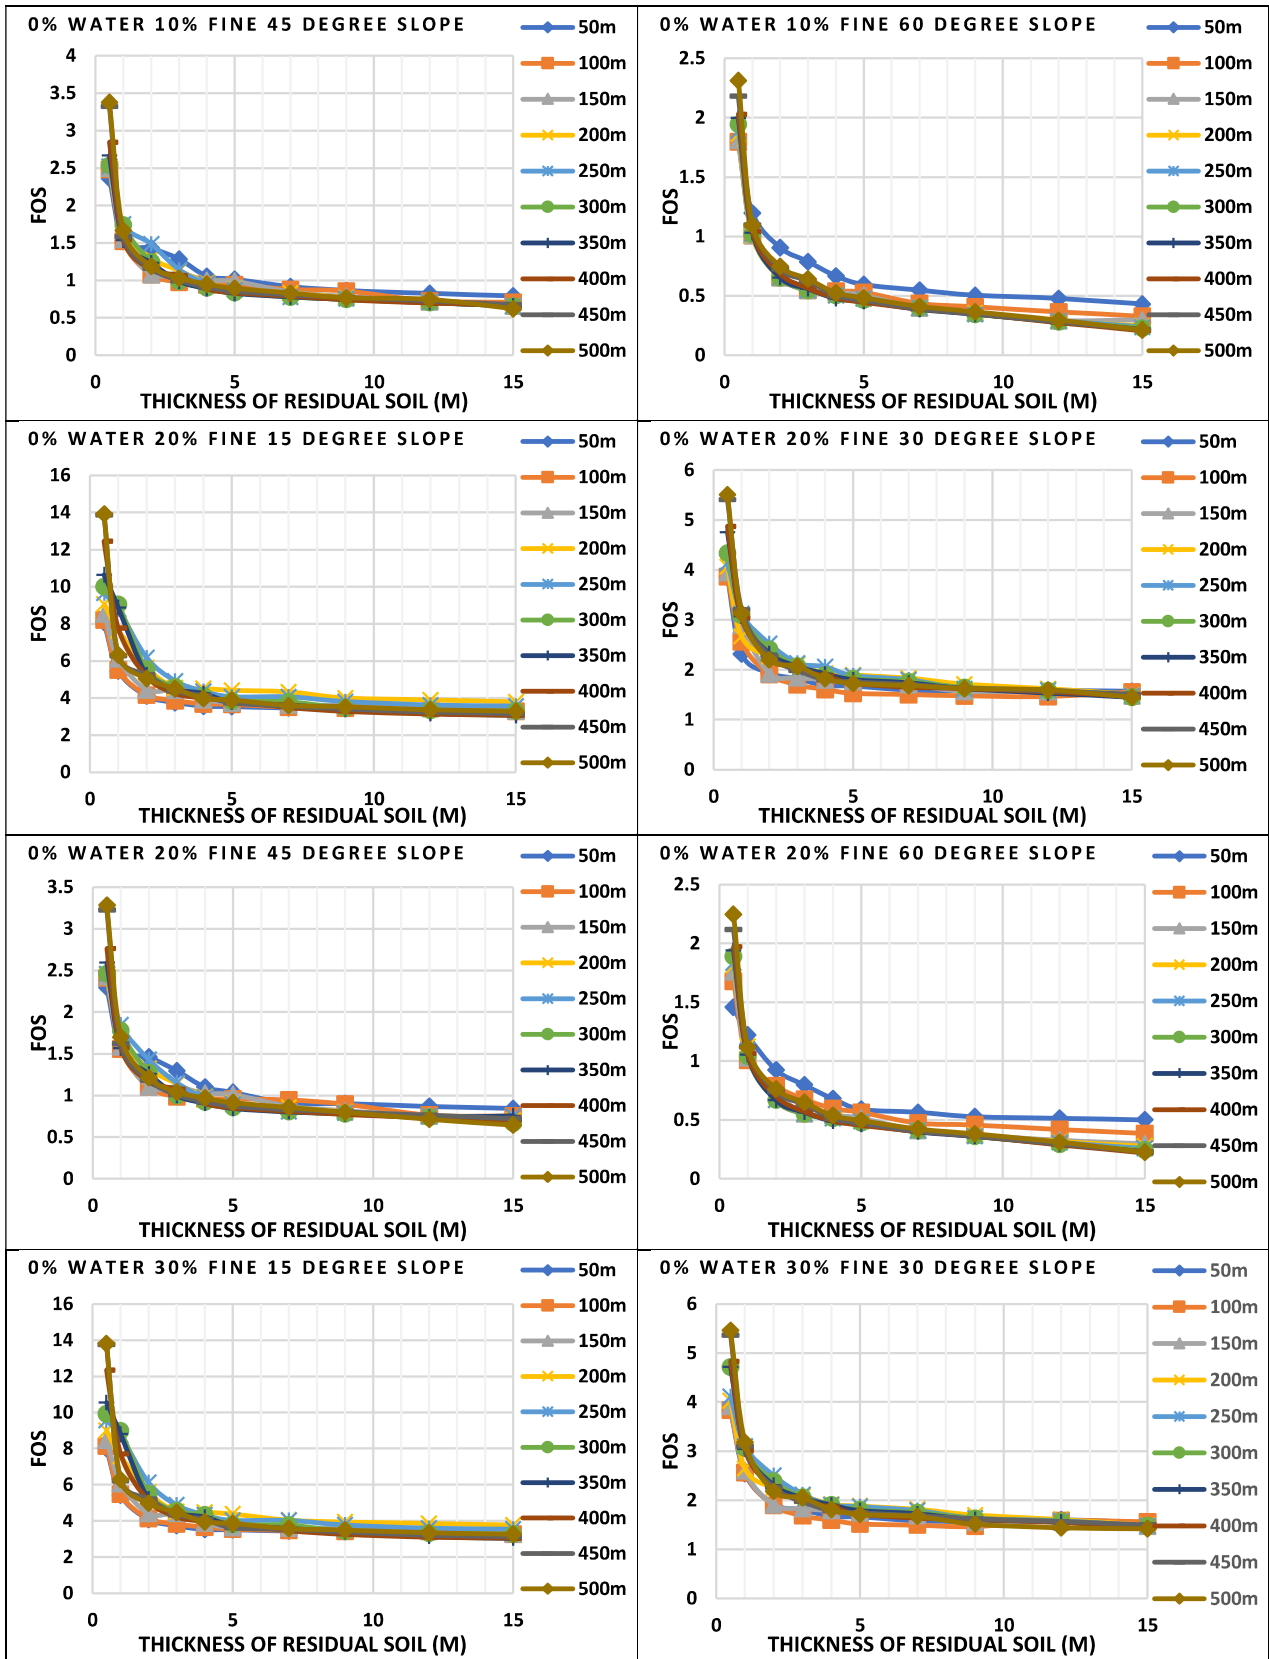 0% WATER 10% FINE 45 DEGREE SLOPE
4
3.5
3
2.5
2
1.5
1
0.5
0
FOS
0 5 10 15
THICKNESS OF RESIDUAL SOIL (M)
50m
100m
150m
200m
250m
300m
350m
400m
450m
500m
0% WATER 10% FINE 60 DEGREE SLOPE
2.5
2
1.5
1
0.5
0
FOS
0 5 10 15
THICKNESS OF RESIDUAL SOIL (M)
50m
100m
150m
200m
250m
300m
350m
400m
450m
500m
0% WATER 20% FINE 15 DEGREE SLOPE
16
14
12
10
8
6
4
2
0
FOS
0 5 10 15
THICKNESS OF RESIDUAL SOIL (M)
50m
100m
150m
200m
250m
300m
350m
400m
450m
500m
0% WATER 20% FINE 30 DEGREE SLOPE
6
5
4
3
2
1
0
FOS
0 5 10 15
THICKNESS OF RESIDUAL SOIL (M)
50m
100m
150m
200m
250m
300m
350m
400m
450m
500m
0% WATER 20% FINE 45 DEGREE SLOPE
3.5
3
2.5
2
1.5
1
0.5
0
FOS
0 5 10 15
THICKNESS OF RESIDUAL SOIL (M)
50m
100m
150m
200m
250m
300m
350m
400m
450m
500m
0% WATER 20% FINE 60 DEGREE SLOPE
2.5
2
1.5
1
0.5
0
FOS
0 5 10 15
THICKNESS OF RESIDUAL SOIL (M)
50m
100m
150m
200m
250m
300m
350m
400m
450m
500m
0% WATER 30% FINE 15 DEGREE SLOPE
16
14
12
10
8
6
4
2
0
FOS
0 5 10 15
THICKNESS OF RESIDUAL SOIL (M)
50m
100m
150m
200m
250m
300m
350m
400m
450m
500m
0% WATER 30% FINE 30 DEGREE SLOPE
6
5
4
3
2
1
0
FOS
0 5 10 15
THICKNESS OF RESIDUAL SOIL (M)
50m
100m
150m
200m
250m
300m
350m
400m
450m
500m